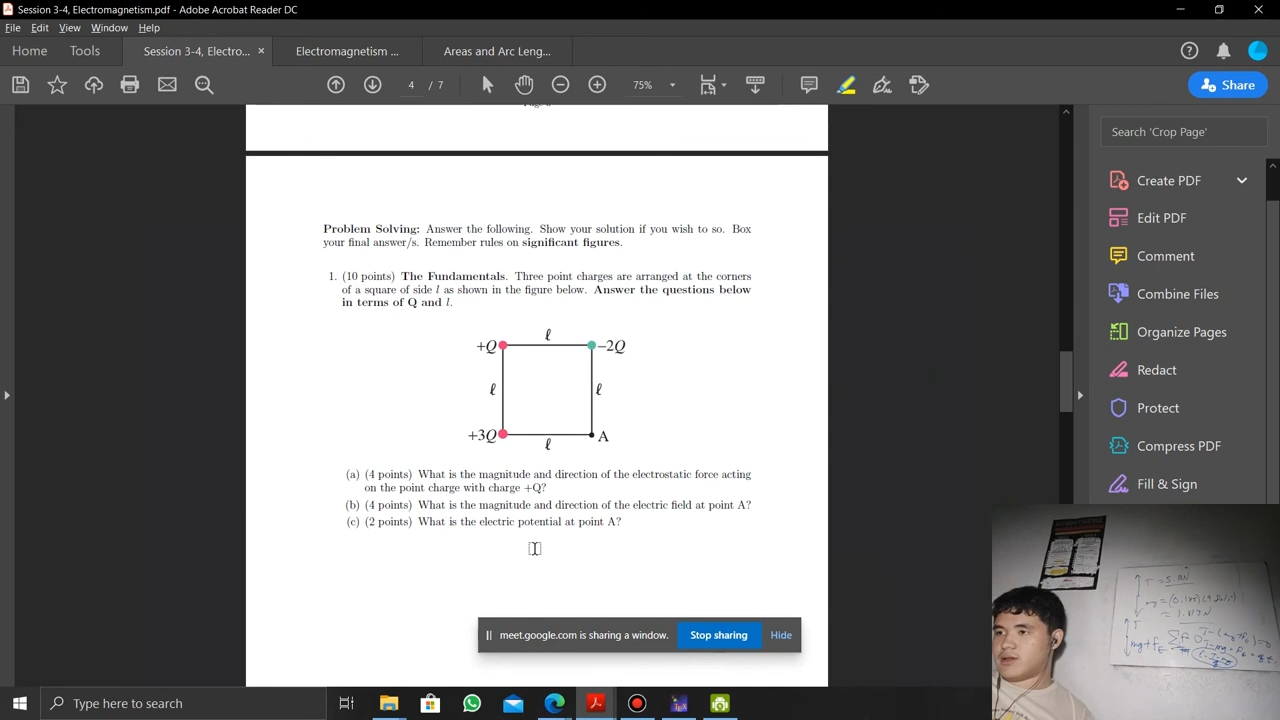 Session 3-4, Electromagnetism.pdf - Adobe Acrobat Reader DC
File Edit View Window Help
Home Tools Session 3-4, Electro... × Electromagnetism ... Areas and Arc Leng...
4 / 7 75% Share
Search 'Crop Page'
Create PDF
Edit PDF
Comment
Combine Files
Organize Pages
Redact
Protect
Compress PDF
Fill & Sign
Problem Solving: Answer the following. Show your solution if you wish to so. Box
your final answer/s. Remember rules on significant figures.
1. (10 points) The Fundamentals. Three point charges are arranged at the corners
of a square of side l as shown in the figure below. Answer the questions below
in terms of Q and l.
ℓ
+Q −2Q
ℓ ℓ
+3Q A
ℓ
(a) (4 points) What is the magnitude and direction of the electrostatic force acting
on the point charge with charge +Q?
(b) (4 points) What is the magnitude and direction of the electric field at point A?
(c) (2 points) What is the electric potential at point A?
meet.google.com is sharing a window. Stop sharing Hide
Type here to search